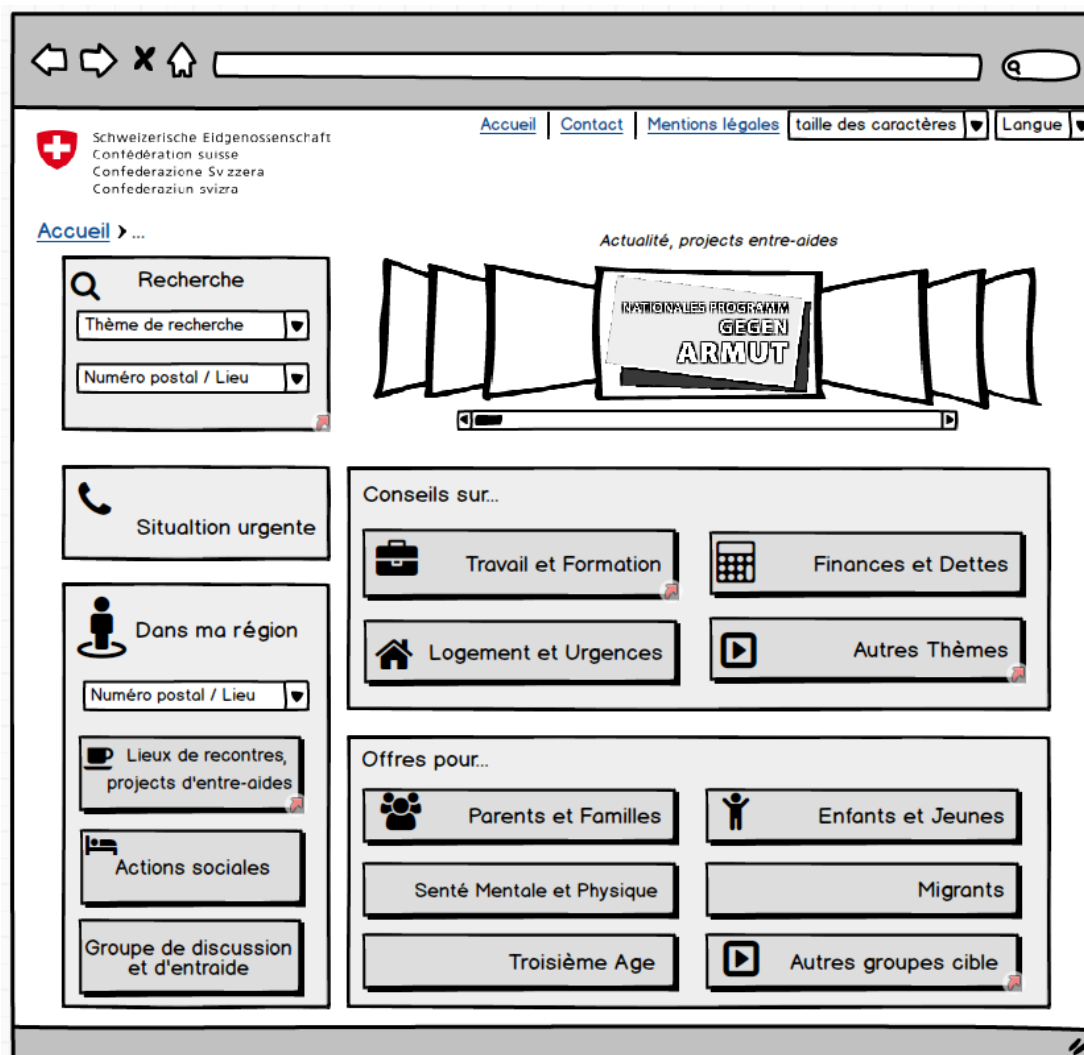 Accueil | Contact | Mentions légales taille des caractères Langue
Schweizerische Eidgenossenschaft
Confédération suisse
Confederazione Svizzera
Confederaziun svizra
Accueil > ...
Actualité, projects entre-aides
Recherche
Thème de recherche
Numéro postal / Lieu
NATIONALES PROGRAMM
GEGEN
ARMUT
Situaltion urgente
Dans ma région
Numéro postal / Lieu
Lieux de recontres,
projects d'entre-aides
Actions sociales
Groupe de discussion
et d'entraide
Conseils sur...
Travail et Formation
Finances et Dettes
Logement et Urgences
Autres Thèmes
Offres pour...
Parents et Familles
Enfants et Jeunes
Senté Mentale et Physique
Migrants
Troisième Age
Autres groupes cible